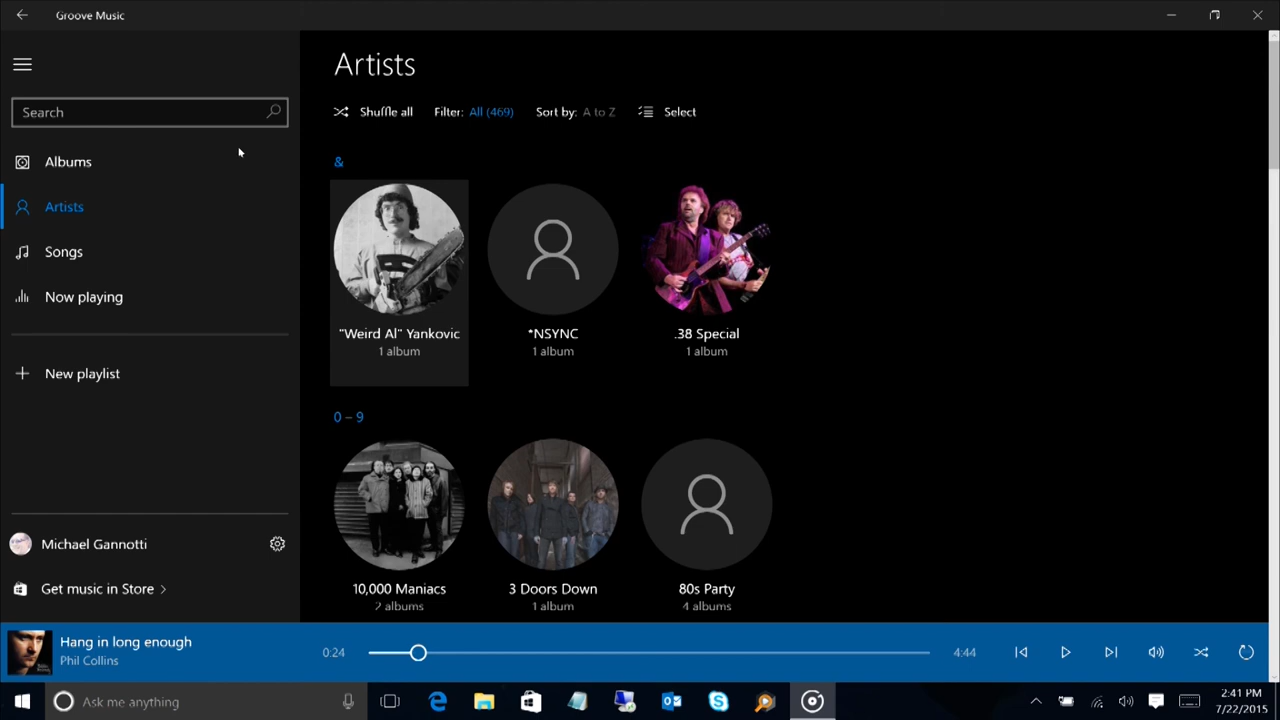 Groove Music
Search
Albums
Artists
Songs
Now playing
New playlist
Michael Gannotti
Get music in Store
Artists
Shuffle all Filter: All (469) Sort by: A to Z Select
&
"Weird Al" Yankovic
1 album
*NSYNC
1 album
.38 Special
1 album
0 – 9
10,000 Maniacs
2 albums
3 Doors Down
1 album
80s Party
4 albums
Hang in long enough
Phil Collins
0:24
4:44
Ask me anything
2:41 PM
7/22/2015